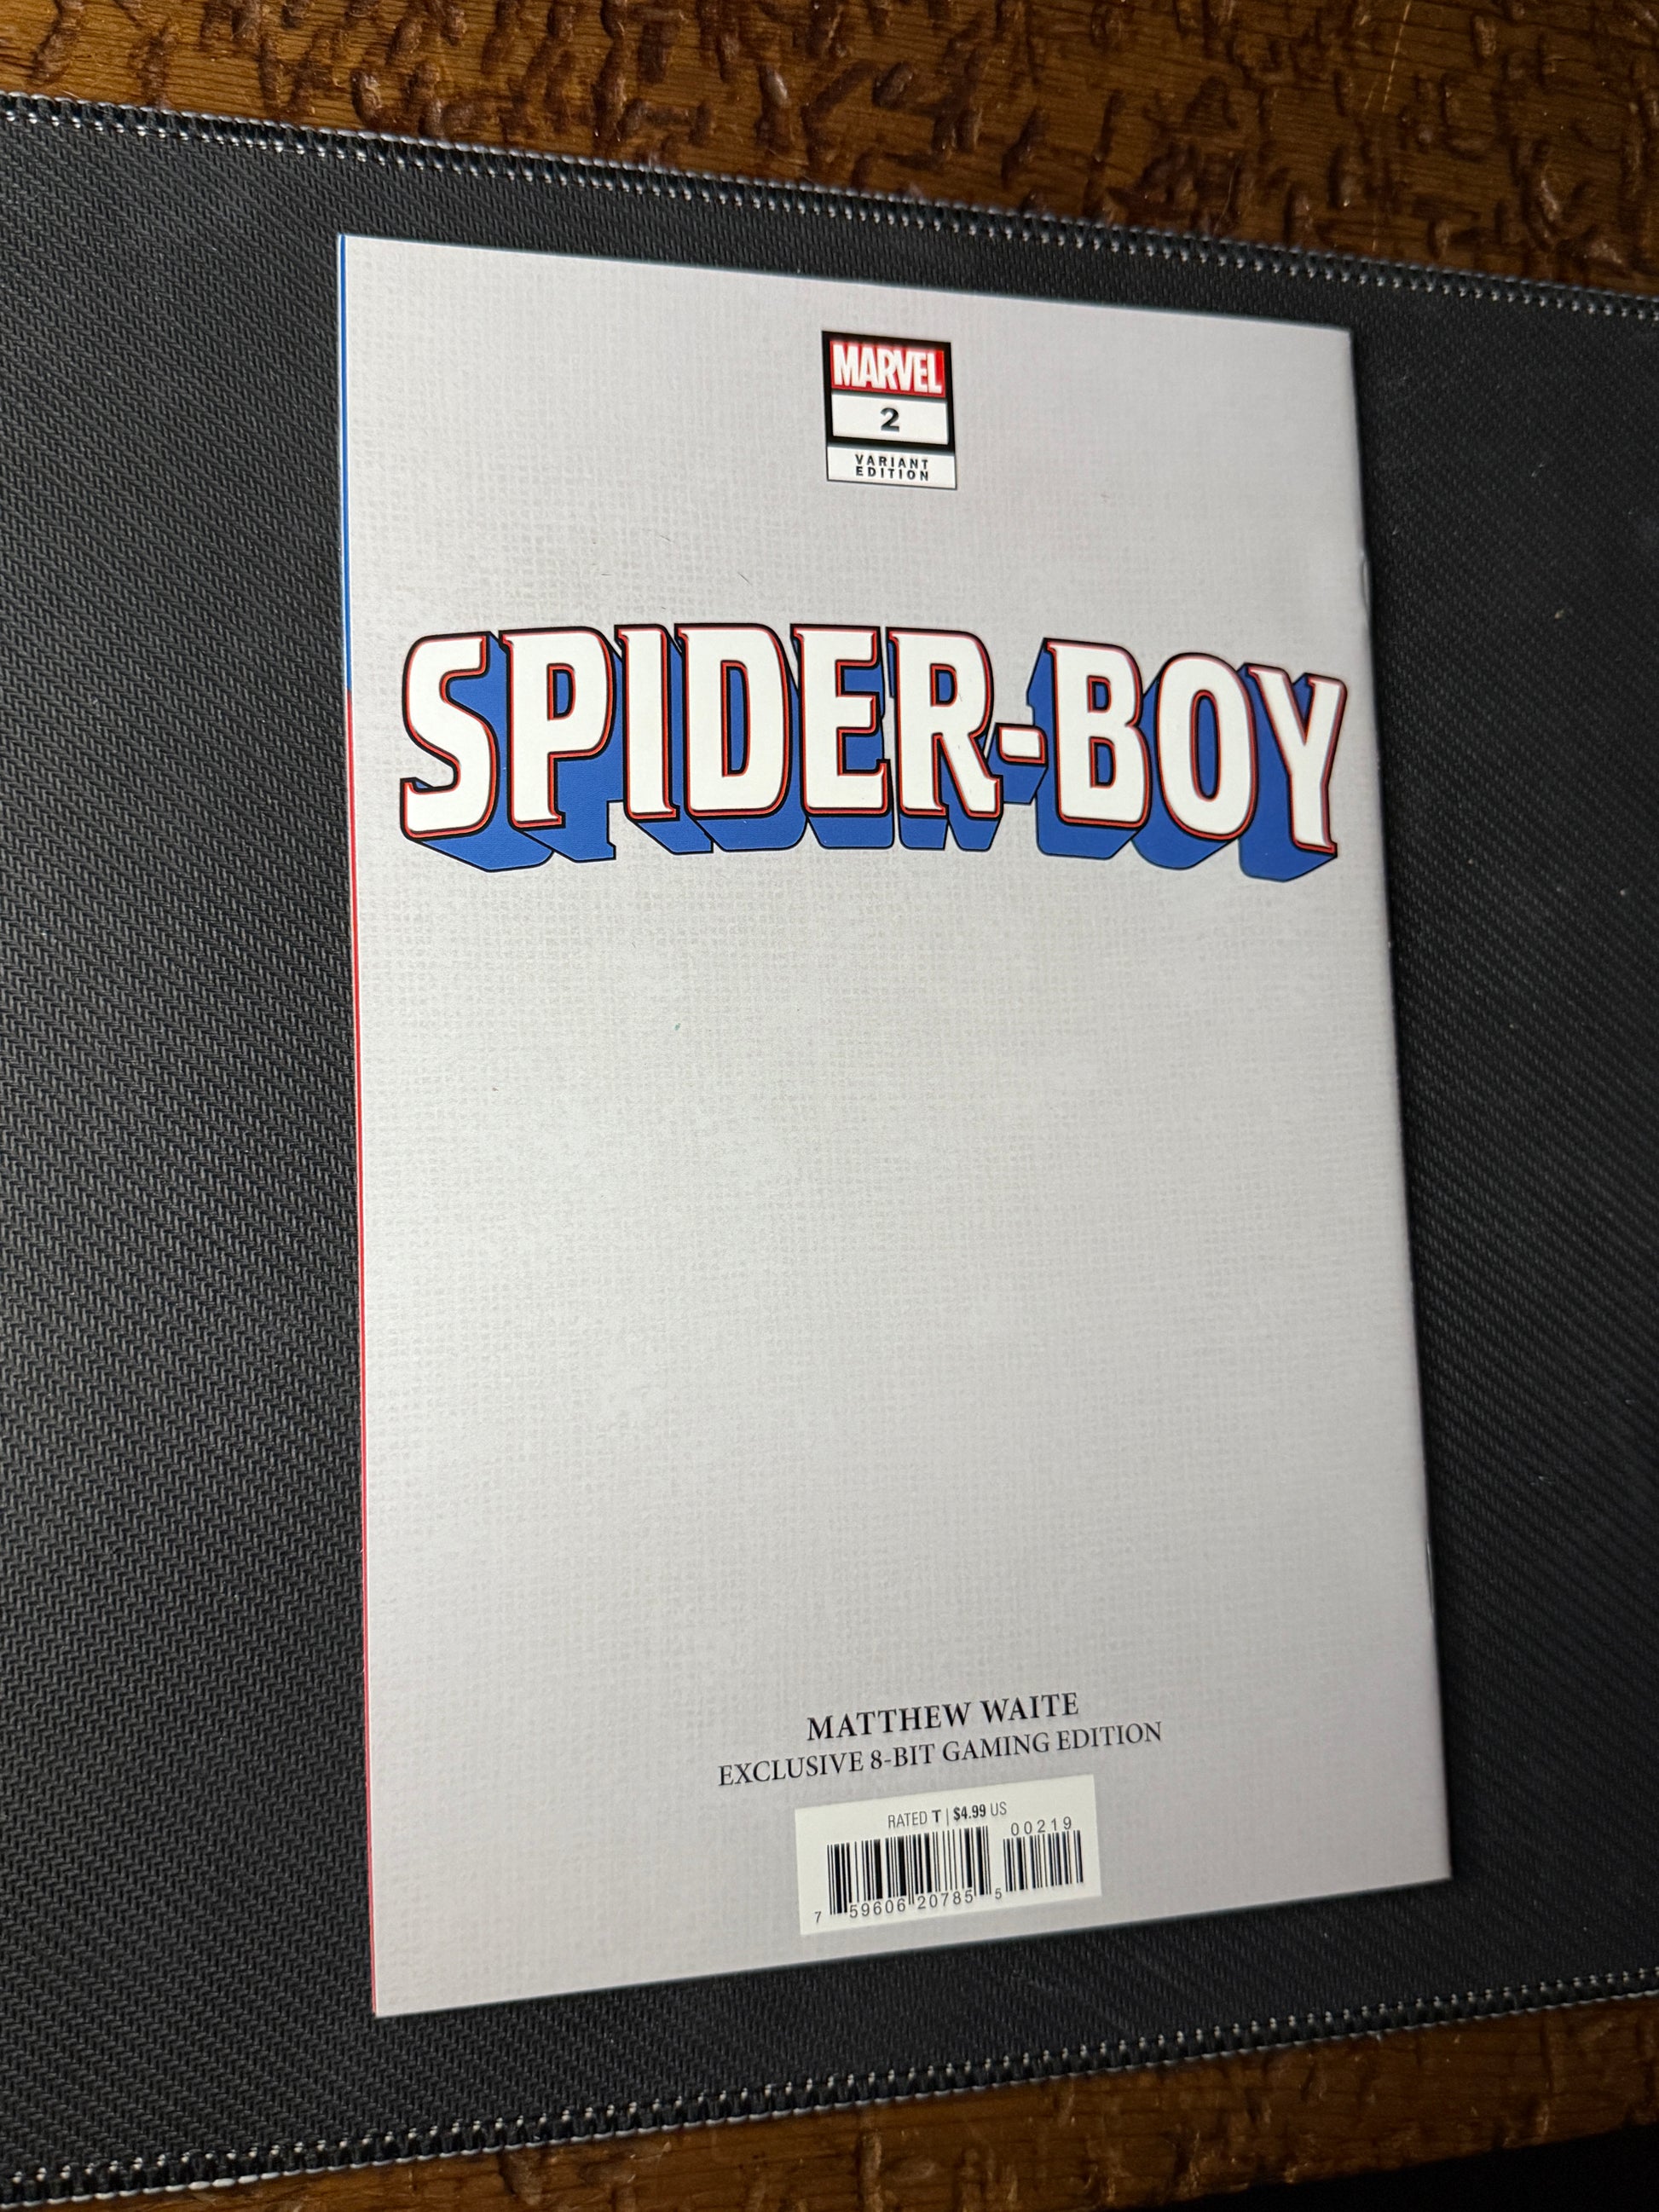 MARVEL
2
VARIANT
EDITION
SPIDER-BOY
MATTHEW WAITE
EXCLUSIVE 8-BIT GAMING EDITION
RATED T | $4.99 US
00219
7 59606 20785 5